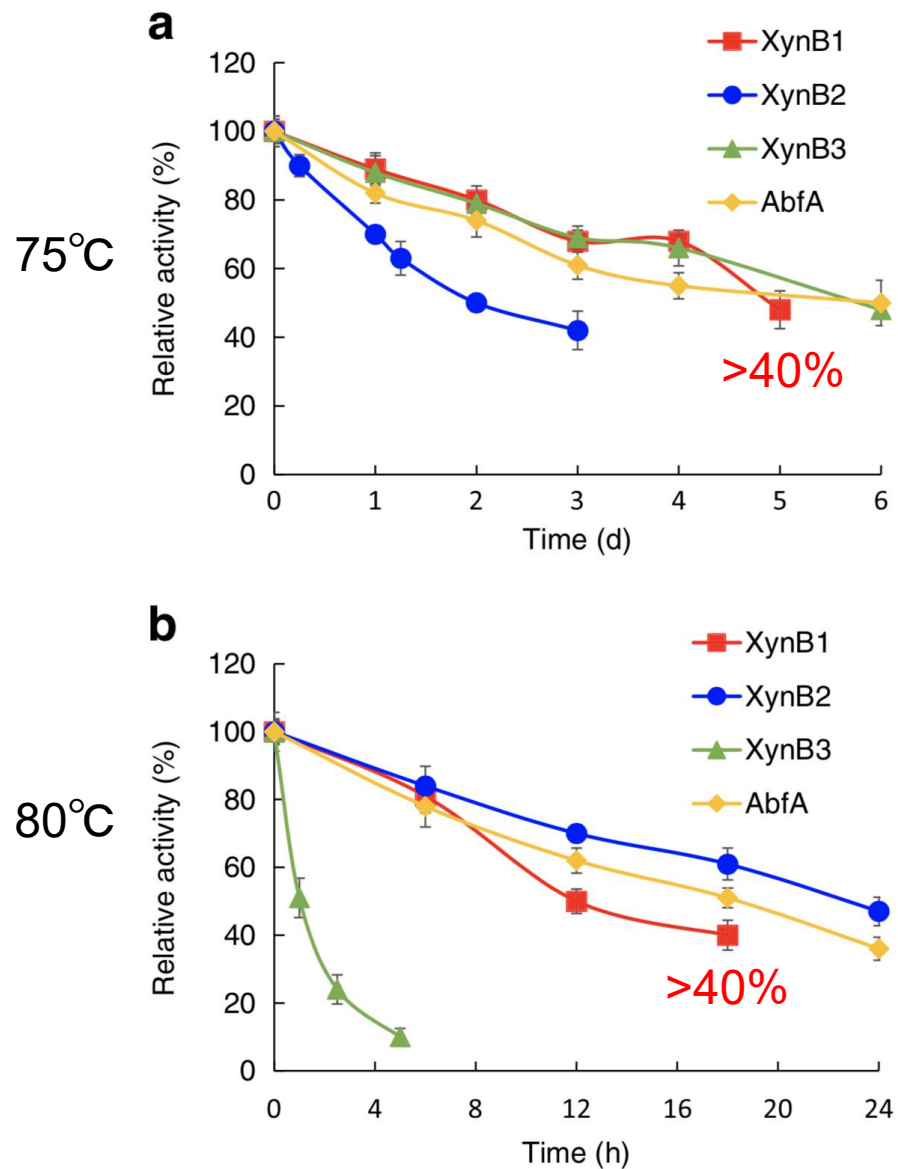 a
XynB1
XynB2
XynB3
AbfA
120
100
80
60
40
20
0
Relative activity (%)
75°C
>40%
0 1 2 3 4 5 6
Time (d)
b
XynB1
XynB2
XynB3
AbfA
120
100
80
60
40
20
0
Relative activity (%)
80°C
>40%
0 4 8 12 16 20 24
Time (h)